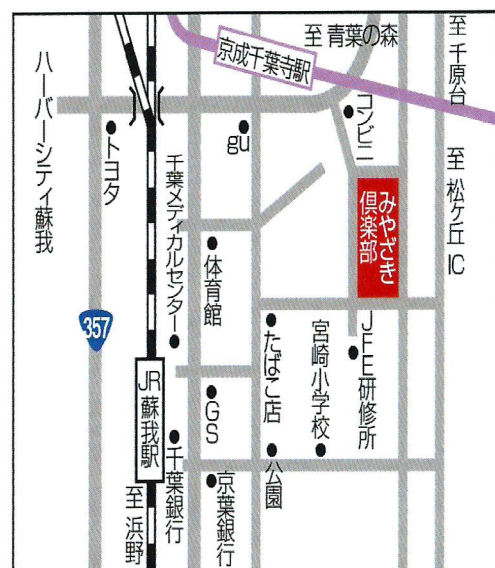 至 青葉の森
京成千葉寺駅
至 千原台
至 松ヶ丘IC
コンビニ
gu
トヨタ
ハーバーシティ蘇我
千葉メディカルセンター
体育館
みやざき
倶楽部
357
たばこ店
宮崎小学校
JFE研修所
JR
蘇我駅
GS
千葉銀行
京葉銀行
公園
至 浜野